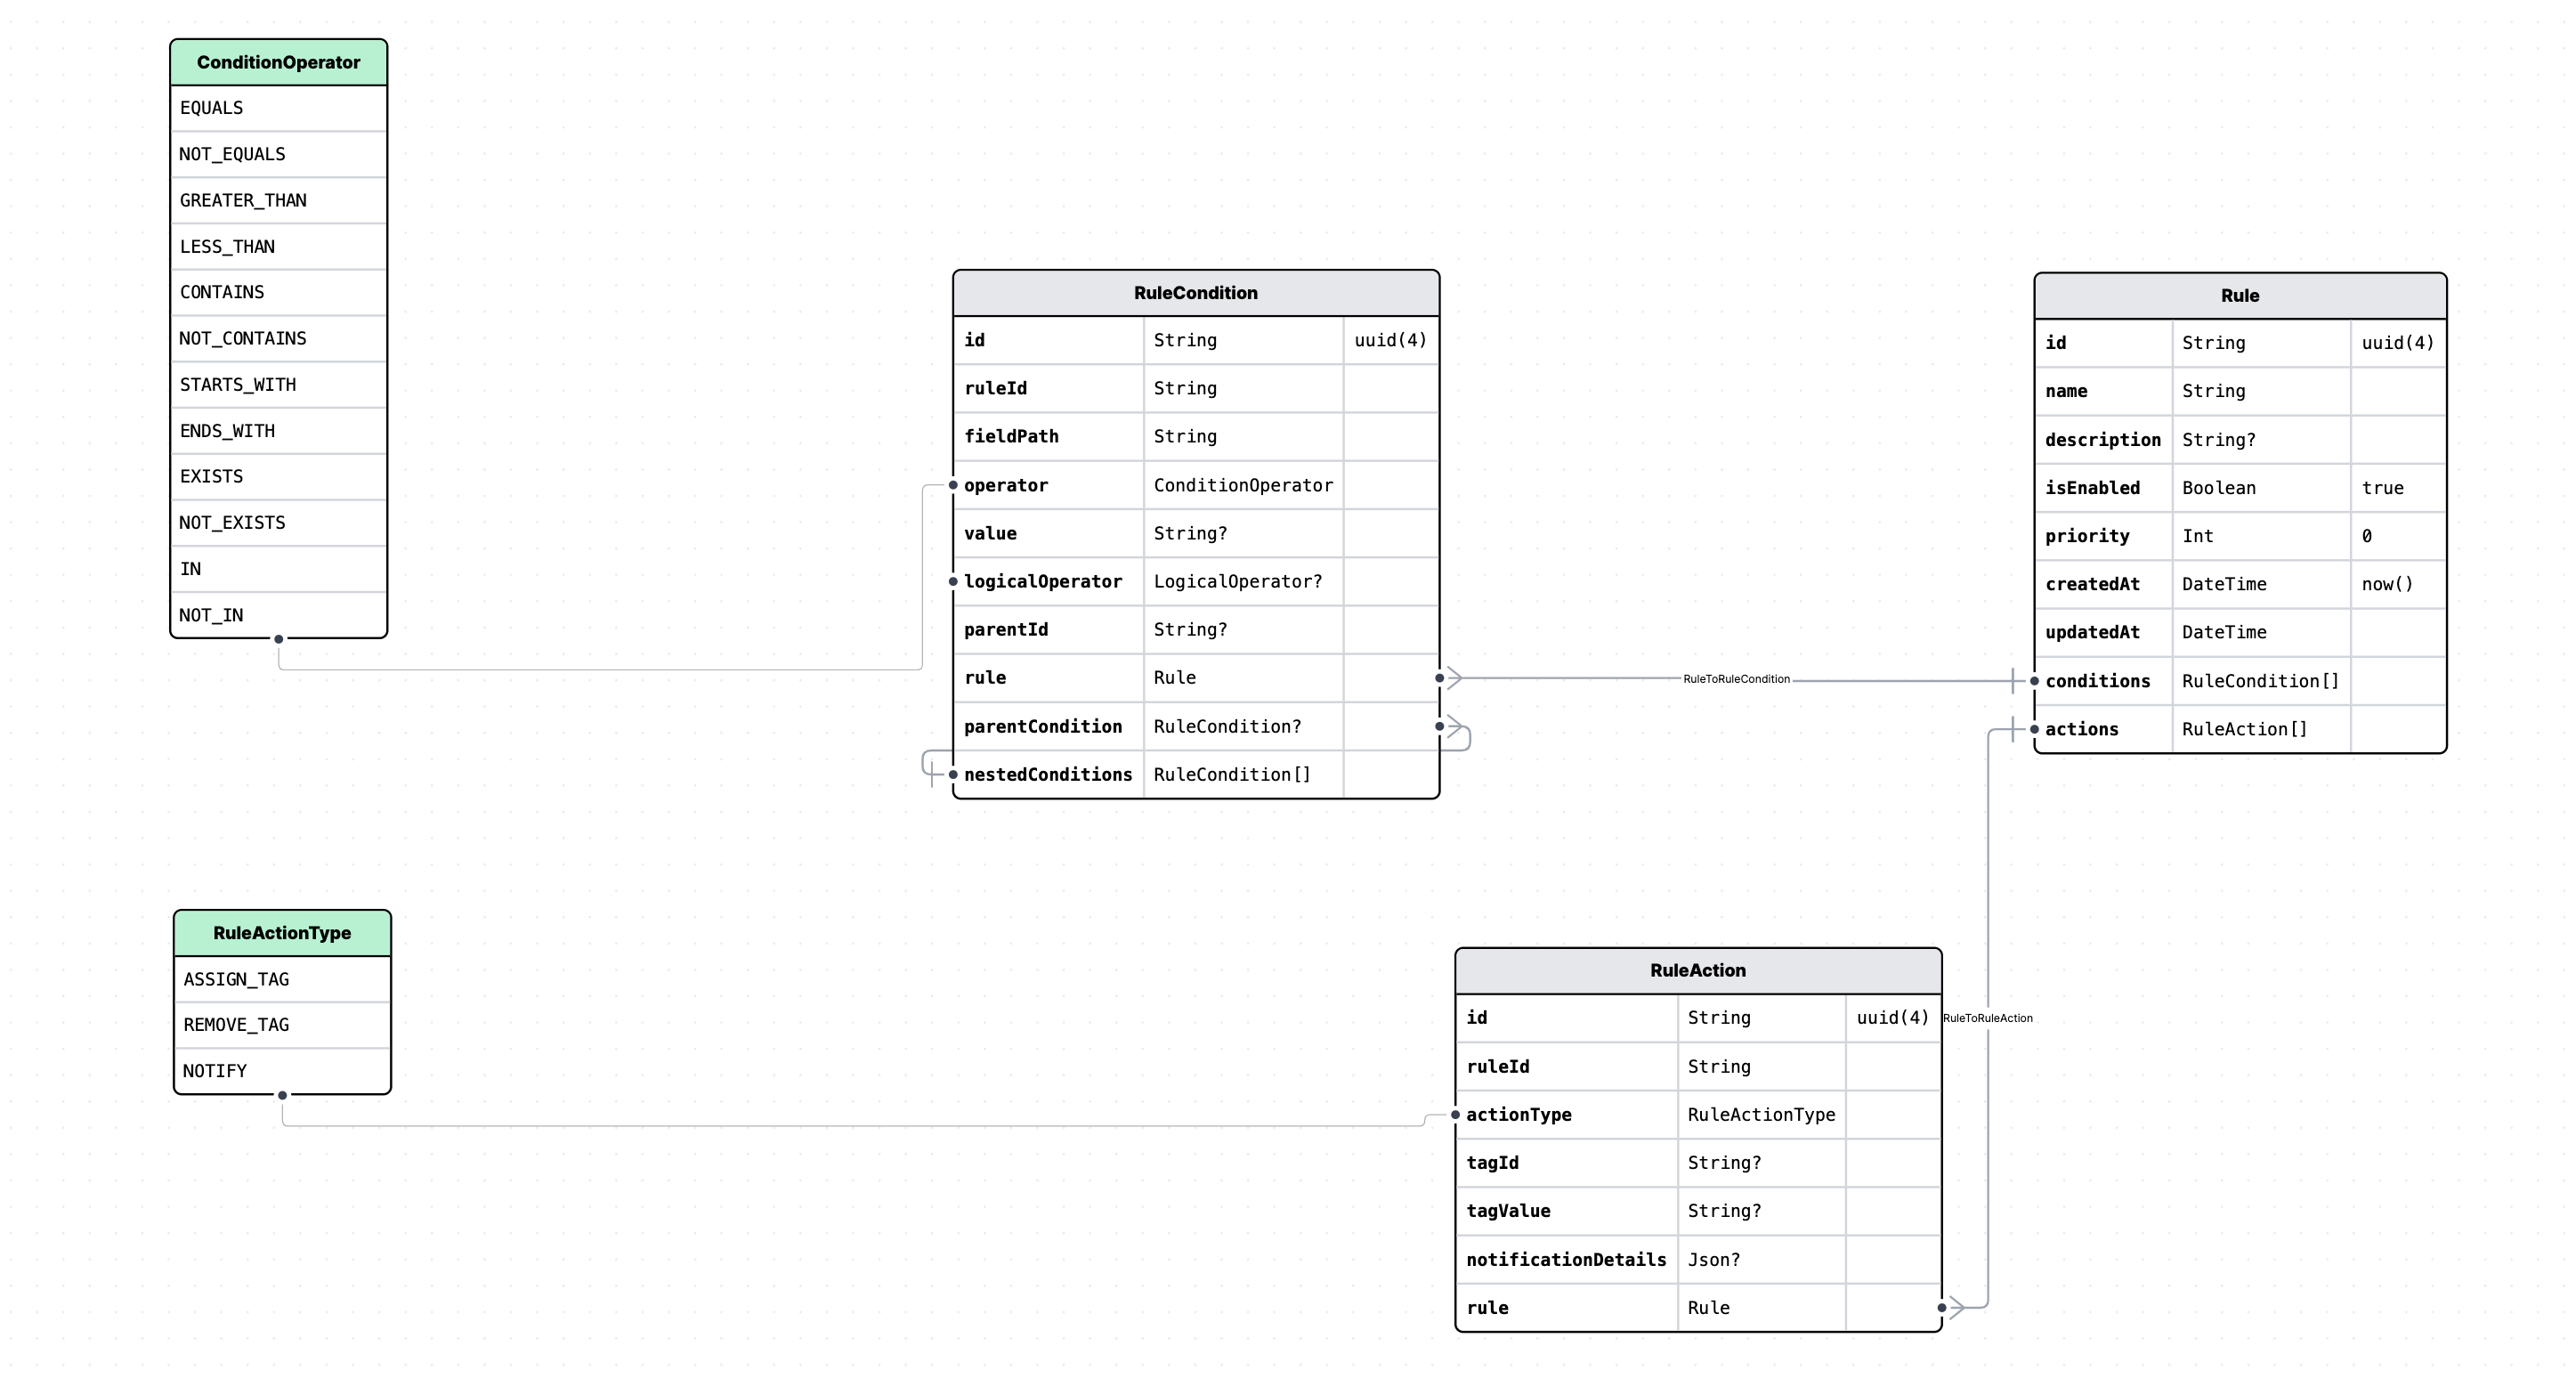 ConditionOperator
EQUALS
NOT_EQUALS
GREATER_THAN
LESS_THAN
CONTAINS
NOT_CONTAINS
STARTS_WITH
ENDS_WITH
EXISTS
NOT_EXISTS
IN
NOT_IN
RuleCondition
id String uuid(4)
ruleId String
fieldPath String
operator ConditionOperator
value String?
logicalOperator LogicalOperator?
parentId String?
rule Rule
parentCondition RuleCondition?
nestedConditions RuleCondition[]
RuleToRuleCondition
Rule
id String uuid(4)
name String
description String?
isEnabled Boolean true
priority Int 0
createdAt DateTime now()
updatedAt DateTime
conditions RuleCondition[]
actions RuleAction[]
RuleActionType
ASSIGN_TAG
REMOVE_TAG
NOTIFY
RuleAction
id String uuid(4)
ruleId String
actionType RuleActionType
tagId String?
tagValue String?
notificationDetails Json?
rule Rule
RuleToRuleAction